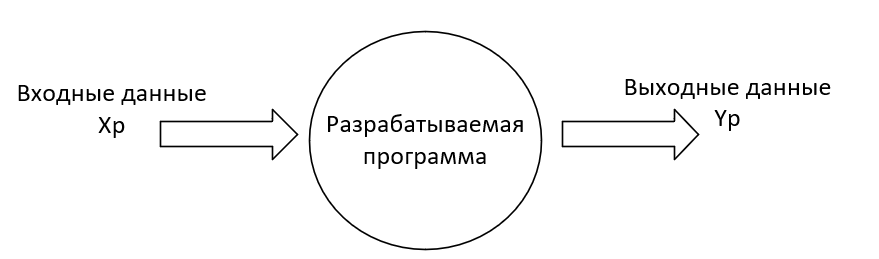 Входные данные
Xp
Разрабатываемая
программа
Выходные данные
Yp